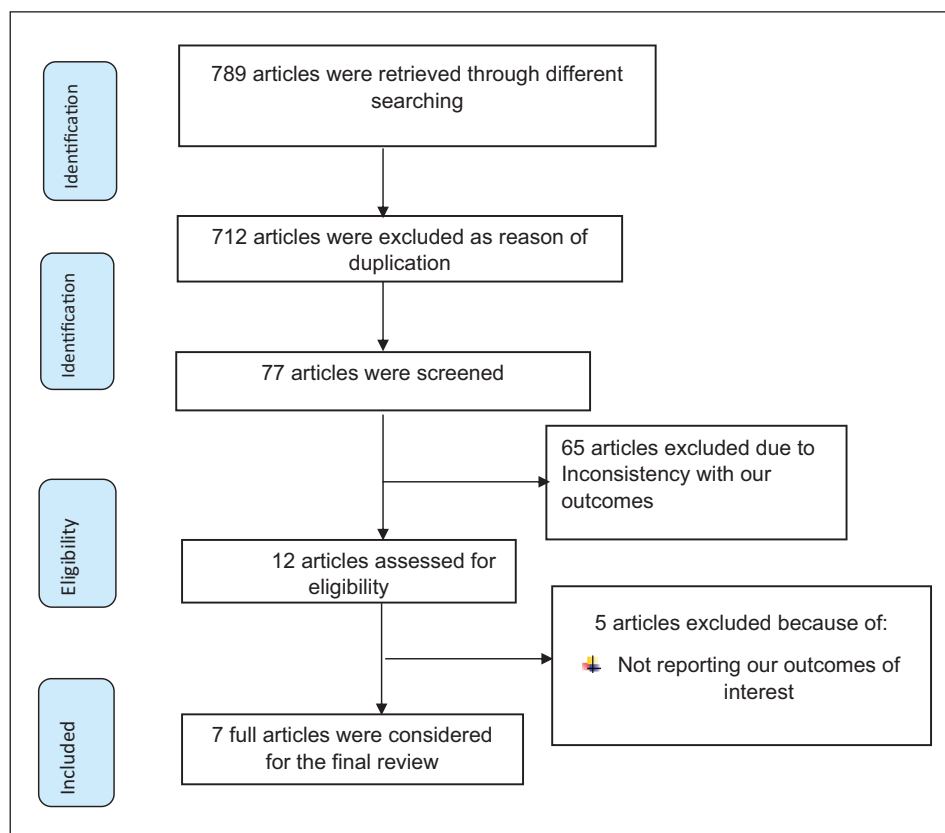 Identification
789 articles were retrieved through different
searching
712 articles were excluded as reason of
duplication
Identification
77 articles were screened
65 articles excluded due to
Inconsistency with our
outcomes
Eligibility
12 articles assessed for
eligibility
5 articles excluded because of:
Not reporting our outcomes of
interest
Included
7 full articles were considered
for the final review